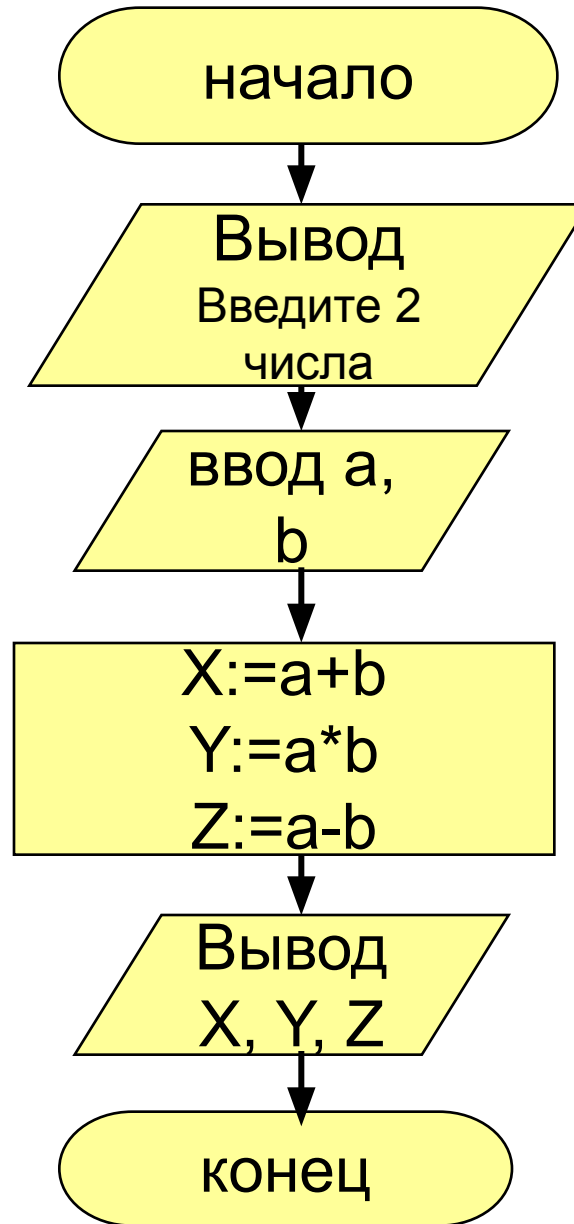 начало
Вывод
Введите 2
числа
ввод a,
b
X:=a+b
Y:=a*b
Z:=a-b
Вывод
X, Y, Z
конец